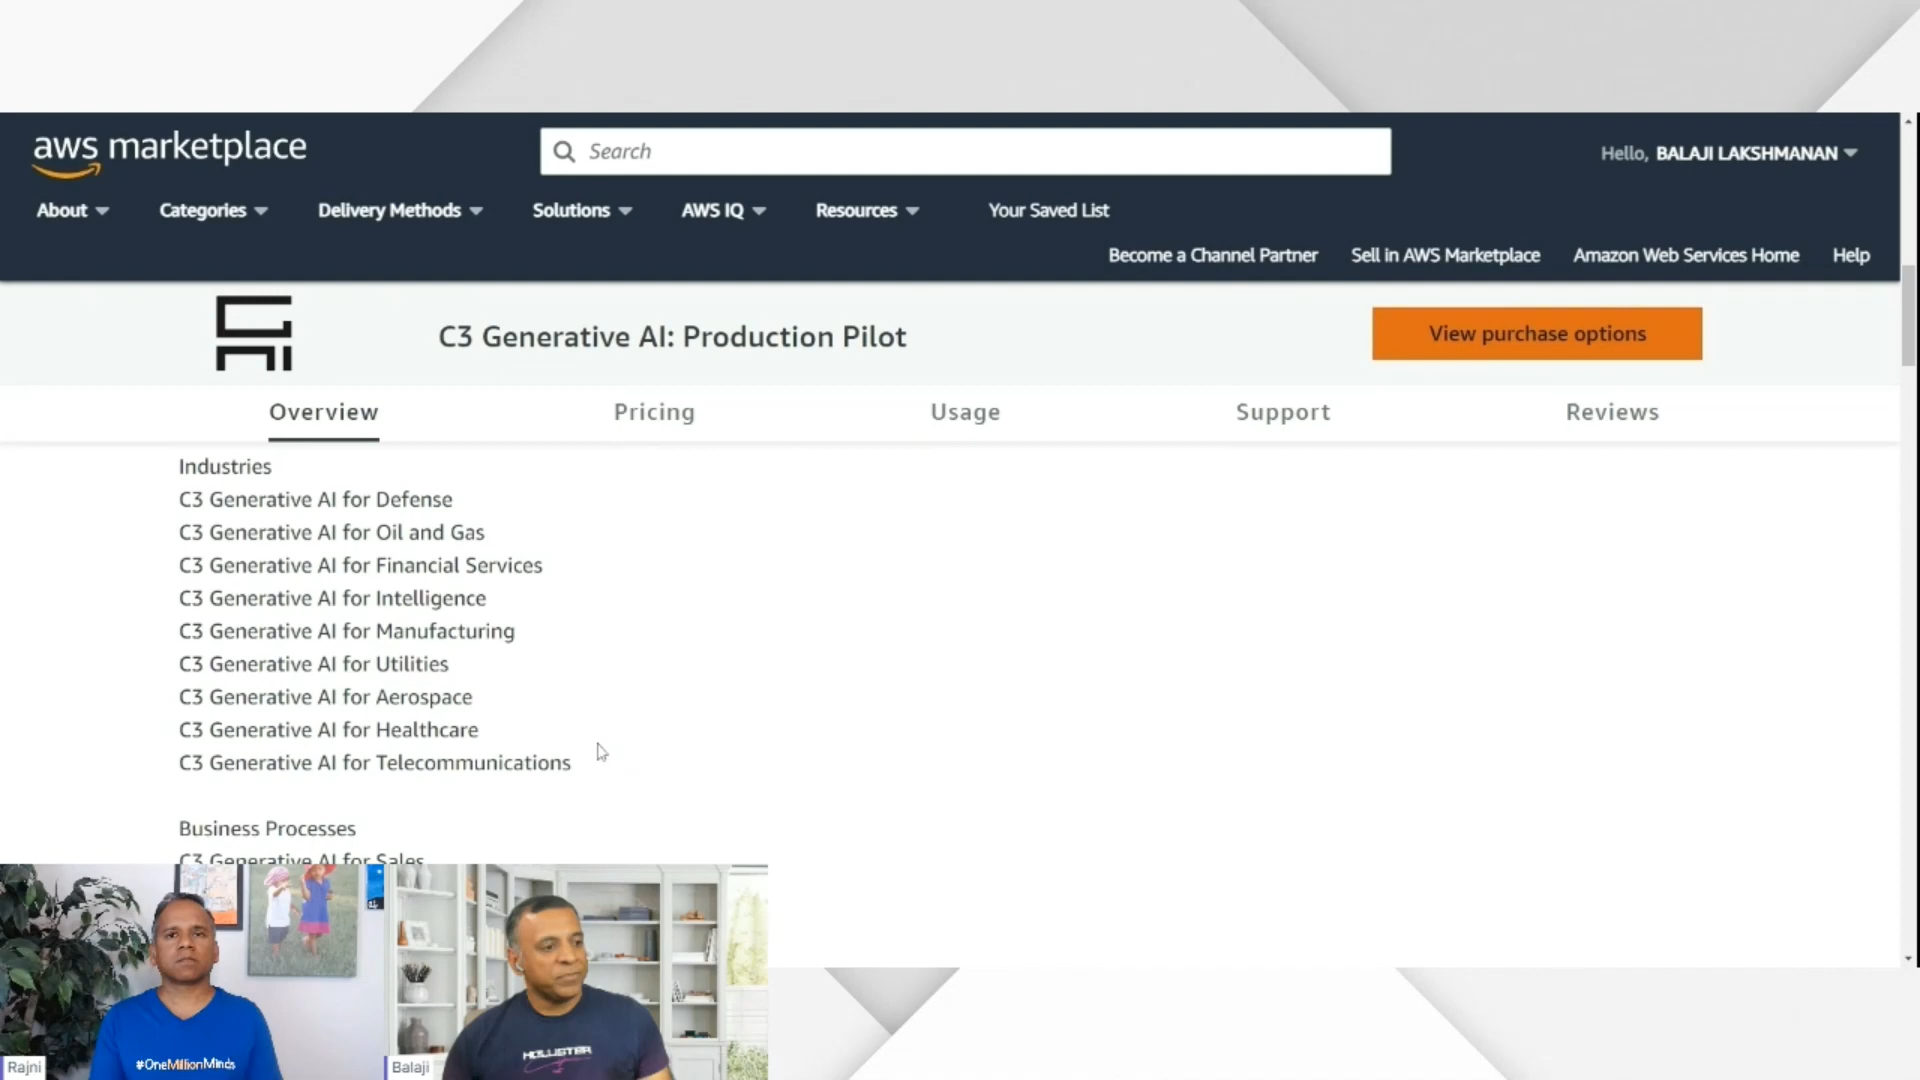 aws marketplace
Search
Hello, BALAJI LAKSHMANAN
About
Categories
Delivery Methods
Solutions
AWS IQ
Resources
Your Saved List
Become a Channel Partner
Sell in AWS Marketplace
Amazon Web Services Home
Help
C3 Generative AI: Production Pilot
View purchase options
Overview
Pricing
Usage
Support
Reviews
Industries
C3 Generative AI for Defense
C3 Generative AI for Oil and Gas
C3 Generative AI for Financial Services
C3 Generative AI for Intelligence
C3 Generative AI for Manufacturing
C3 Generative AI for Utilities
C3 Generative AI for Aerospace
C3 Generative AI for Healthcare
C3 Generative AI for Telecommunications
Business Processes
C3 Generative AI for Sales
#OneMillionMinds
HOLLISTER
Rajni
Balaji